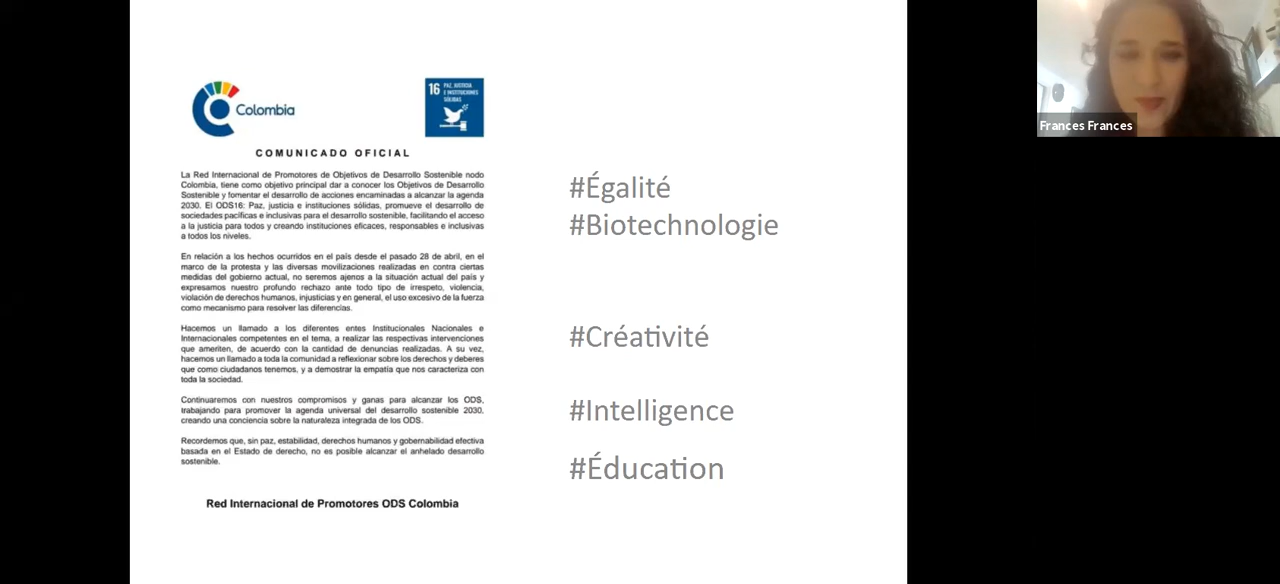 Colombia
16 PAZ, JUSTICIA
E INSTITUCIONES
SÓLIDAS
COMUNICADO OFICIAL
La Red Internacional de Promotores de Objetivos de Desarrollo Sostenible nodo
Colombia, tiene como objetivo principal dar a conocer los Objetivos de Desarrollo
Sostenible y fomentar el desarrollo de acciones encaminadas a alcanzar la agenda
2030. El ODS16: Paz, justicia e instituciones sólidas, promueve el desarrollo de
sociedades pacíficas e inclusivas para el desarrollo sostenible, facilitando el acceso
a la justicia para todos y creando instituciones eficaces, responsables e inclusivas
a todos los niveles.
En relación a los hechos ocurridos en el país desde el pasado 28 de abril, en el
marco de la protesta y las diversas movilizaciones realizadas en contra ciertas
medidas del gobierno actual, no seremos ajenos a la situación actual del país y
expresamos nuestro profundo rechazo ante todo tipo de irrespeto, violencia,
violación de derechos humanos, injusticias y en general, el uso excesivo de la fuerza
como mecanismo para resolver las diferencias.
Hacemos un llamado a los diferentes entes Institucionales Nacionales e
Internacionales competentes en el tema, a realizar las respectivas intervenciones
que ameriten, de acuerdo con la cantidad de denuncias realizadas. A su vez,
hacemos un llamado a toda la comunidad a reflexionar sobre los derechos y deberes
que como ciudadanos tenemos, y a demostrar la empatía que nos caracteriza con
toda la sociedad.
Continuaremos con nuestros compromisos y ganas para alcanzar los ODS,
trabajando para promover la agenda universal del desarrollo sostenible 2030,
creando una conciencia sobre la naturaleza integrada de los ODS.
Recordemos que, sin paz, estabilidad, derechos humanos y gobernabilidad efectiva
basada en el Estado de derecho, no es posible alcanzar el anhelado desarrollo
sostenible.
Red Internacional de Promotores ODS Colombia
#Égalité
#Biotechnologie
#Créativité
#Intelligence
#Éducation
Frances Frances